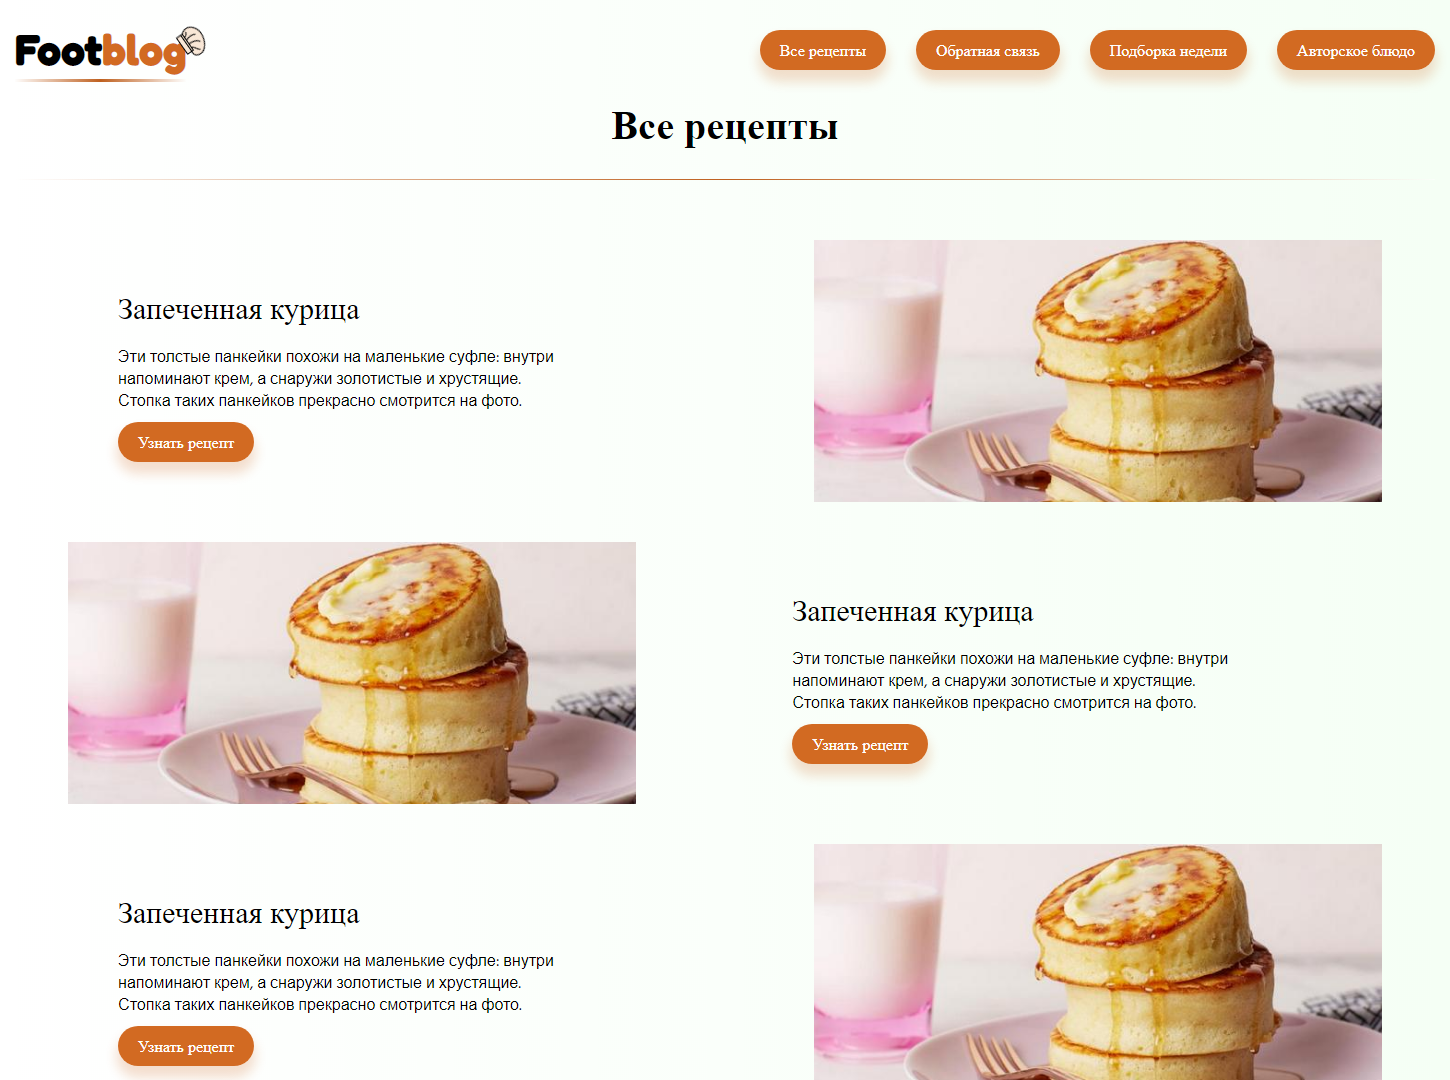 Footblog
Все рецепты
Обратная связь
Подборка недели
Авторское блюдо
Все рецепты
Запеченная курица
Эти толстые панкейки похожи на маленькие суфле: внутри
напоминают крем, а снаружи золотистые и хрустящие.
Стопка таких панкейков прекрасно смотрится на фото.
Узнать рецепт
Запеченная курица
Эти толстые панкейки похожи на маленькие суфле: внутри
напоминают крем, а снаружи золотистые и хрустящие.
Стопка таких панкейков прекрасно смотрится на фото.
Узнать рецепт
Запеченная курица
Эти толстые панкейки похожи на маленькие суфле: внутри
напоминают крем, а снаружи золотистые и хрустящие.
Стопка таких панкейков прекрасно смотрится на фото.
Узнать рецепт